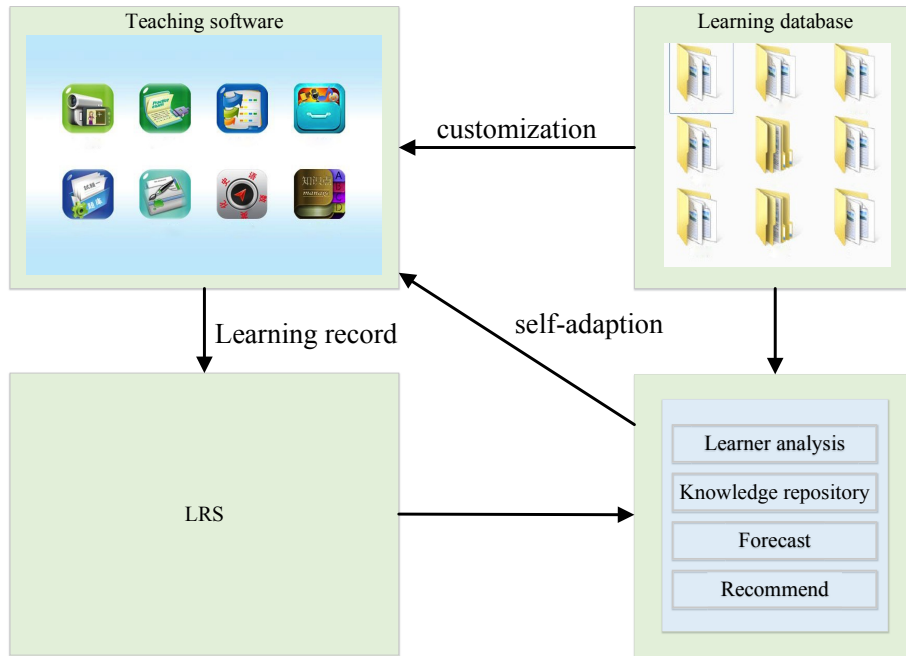 Teaching software
Learning database
customization
self-adaption
Learning record
LRS
Learner analysis
Knowledge repository
Forecast
Recommend